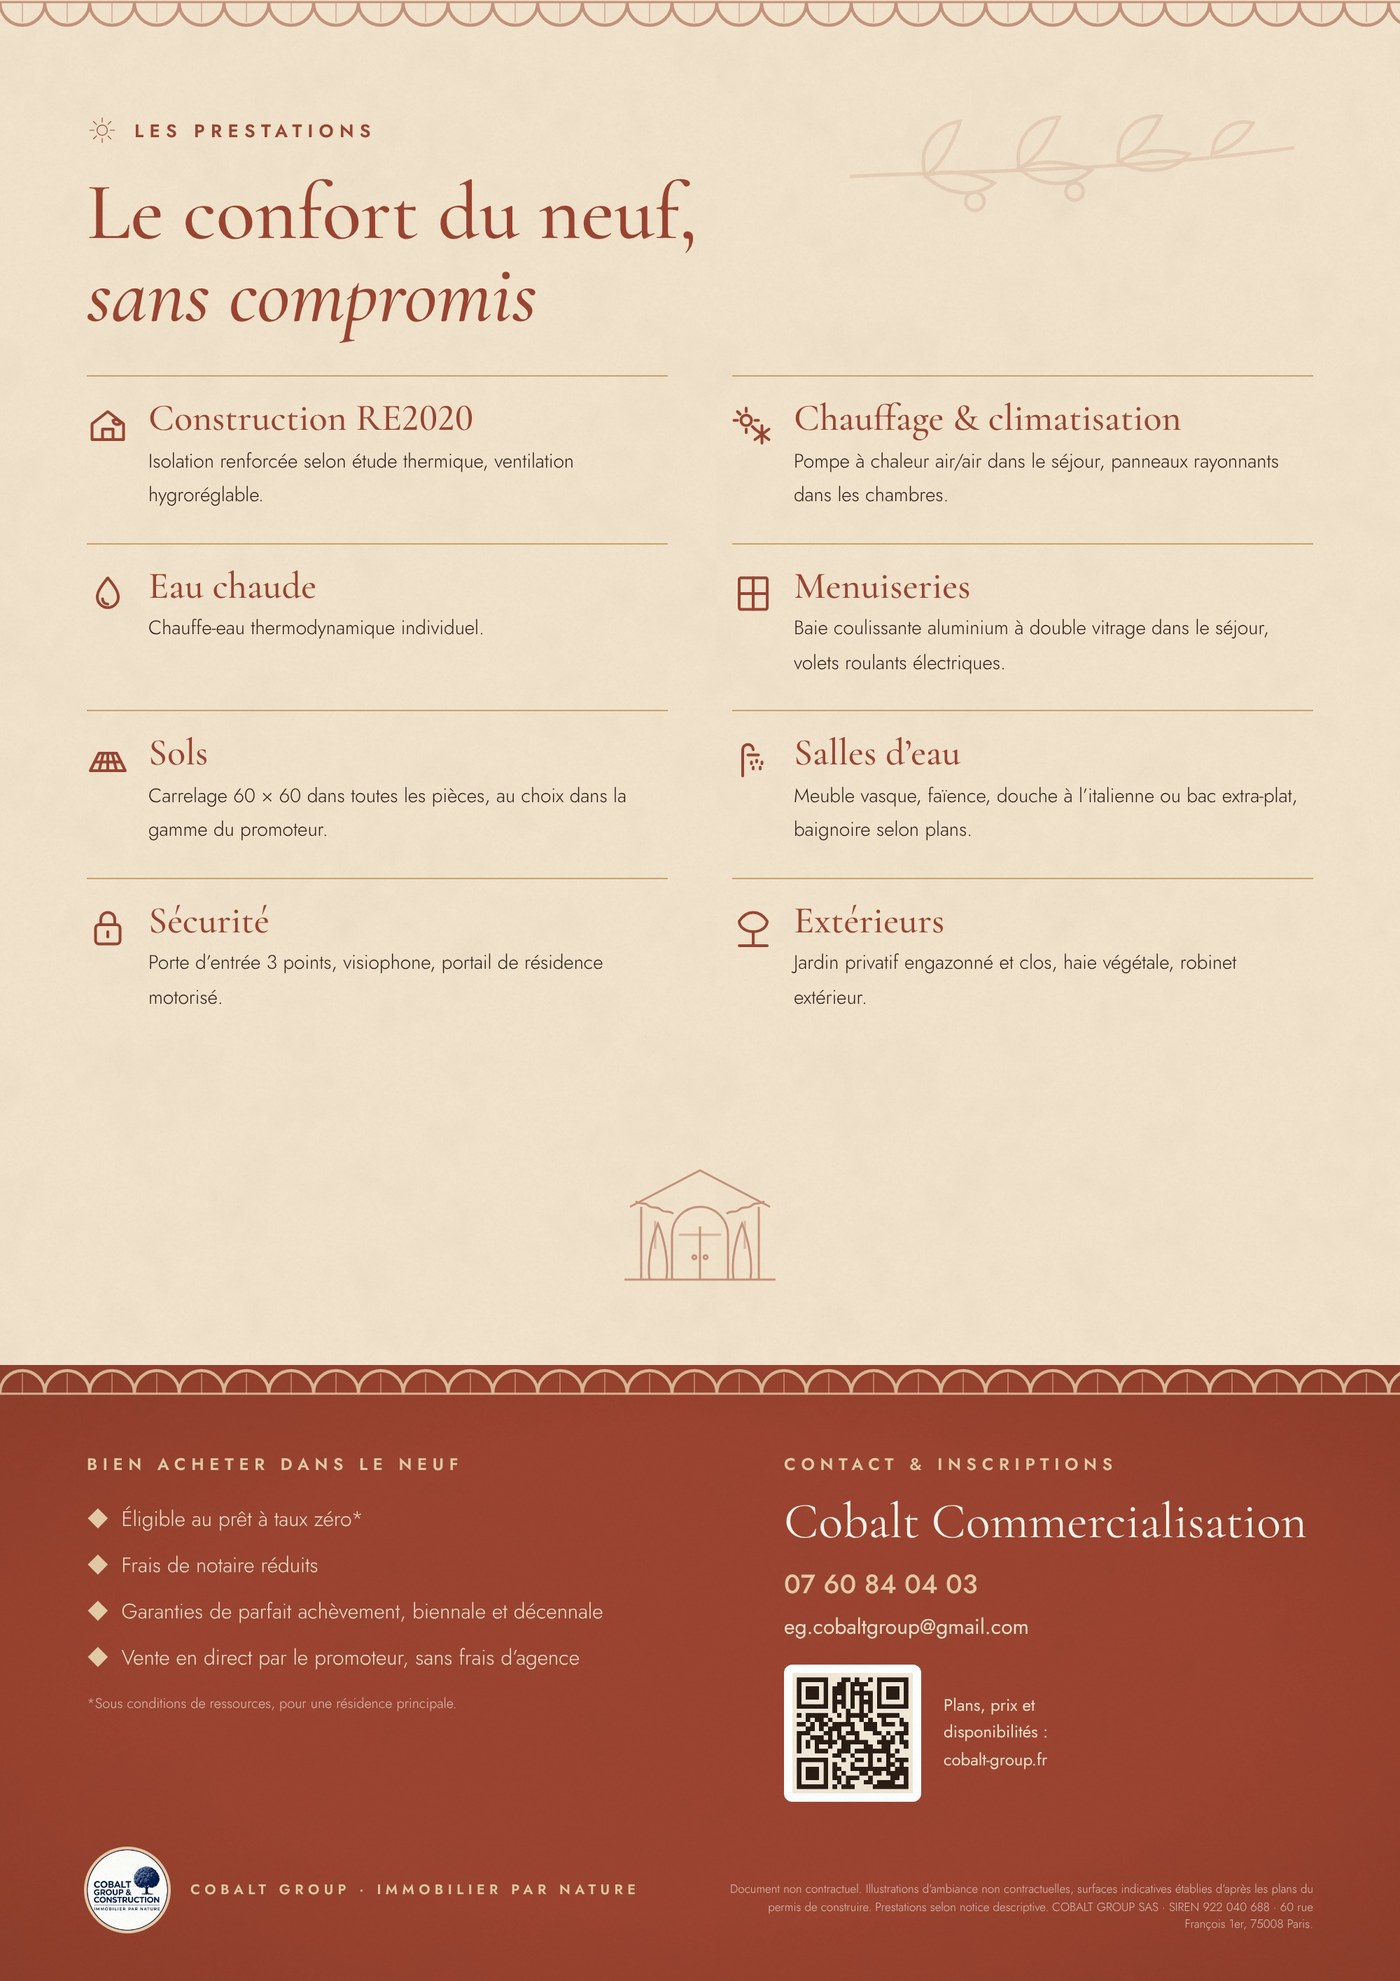 LES PRESTATIONS
Le confort du neuf,
sans compromis
Construction RE2020
Isolation renforcée selon étude thermique, ventilation
hygroréglable.
Chauffage & climatisation
Pompe à chaleur air/air dans le séjour, panneaux rayonnants
dans les chambres.
Eau chaude
Chauffe-eau thermodynamique individuel.
Menuiseries
Baie coulissante aluminium à double vitrage dans le séjour,
volets roulants électriques.
Sols
Carrelage 60 × 60 dans toutes les pièces, au choix dans la
gamme du promoteur.
Salles d’eau
Meuble vasque, faïence, douche à l’italienne ou bac extra-plat,
baignoire selon plans.
Sécurité
Porte d’entrée 3 points, visiophone, portail de résidence
motorisé.
Extérieurs
Jardin privatif engazonné et clos, haie végétale, robinet
extérieur.
BIEN ACHETER DANS LE NEUF
Éligible au prêt à taux zéro*
Frais de notaire réduits
Garanties de parfait achèvement, biennale et décennale
Vente en direct par le promoteur, sans frais d’agence
*Sous conditions de ressources, pour une résidence principale.
CONTACT & INSCRIPTIONS
Cobalt Commercialisation
07 60 84 04 03
eg.cobaltgroup@gmail.com
Plans, prix et
disponibilités :
cobalt-group.fr
COBALT
GROUP &
CONSTRUCTION
IMMOBILIER PAR NATURE
COBALT GROUP · IMMOBILIER PAR NATURE
Document non contractuel. Illustrations d’ambiance non contractuelles, surfaces indicatives établies d’après les plans du
permis de construire. Prestations selon notice descriptive. COBALT GROUP SAS · SIREN 922 040 688 · 60 rue
François 1er, 75008 Paris.